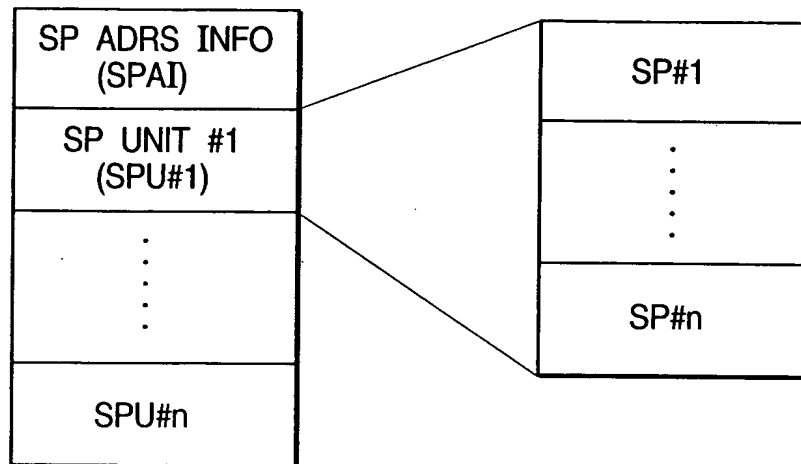 SP ADRS INFO
(SPAI)
SP UNIT #1
(SPU#1)
SPU#n
SP#1
SP#n